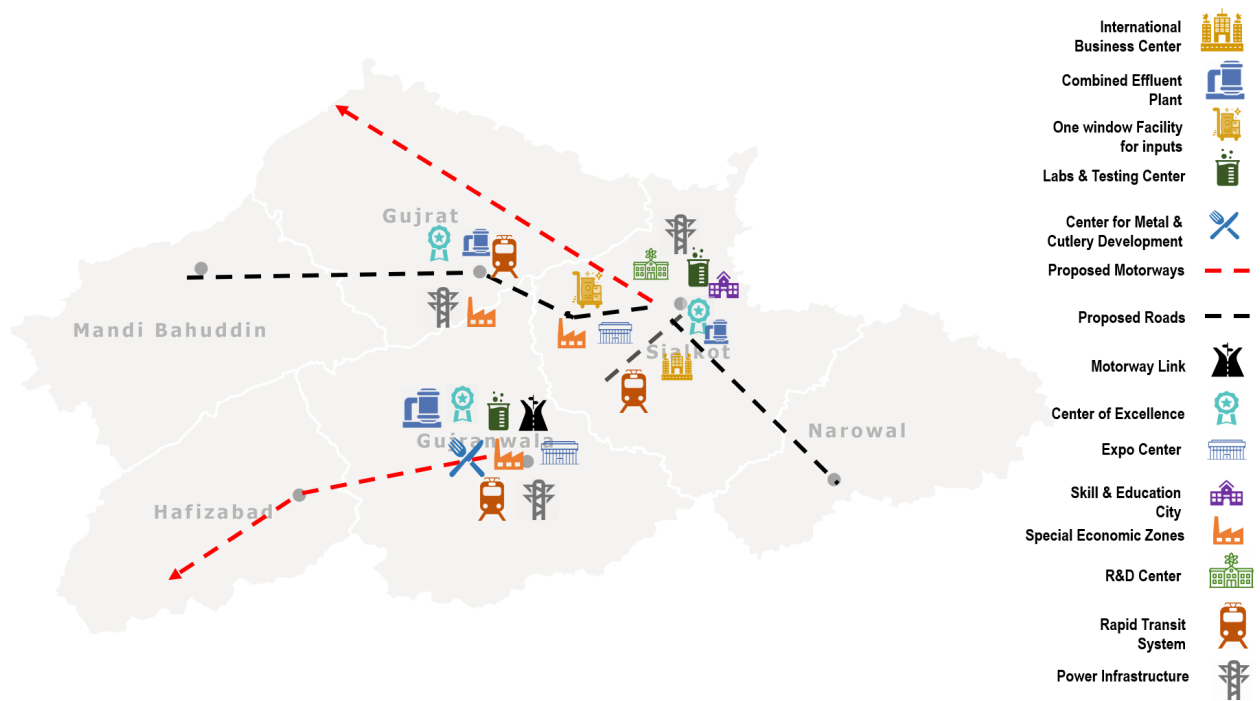 Gujrat
Mandi Bahuddin
Sialkot
Gujranwala
Narowal
Hafizabad
International
Business Center
Combined Effluent
Plant
One window Facility
for inputs
Labs & Testing Center
Center for Metal &
Cutlery Development
Proposed Motorways
Proposed Roads
Motorway Link
Center of Excellence
Expo Center
Skill & Education
City
Special Economic Zones
R&D Center
Rapid Transit
System
Power Infrastructure